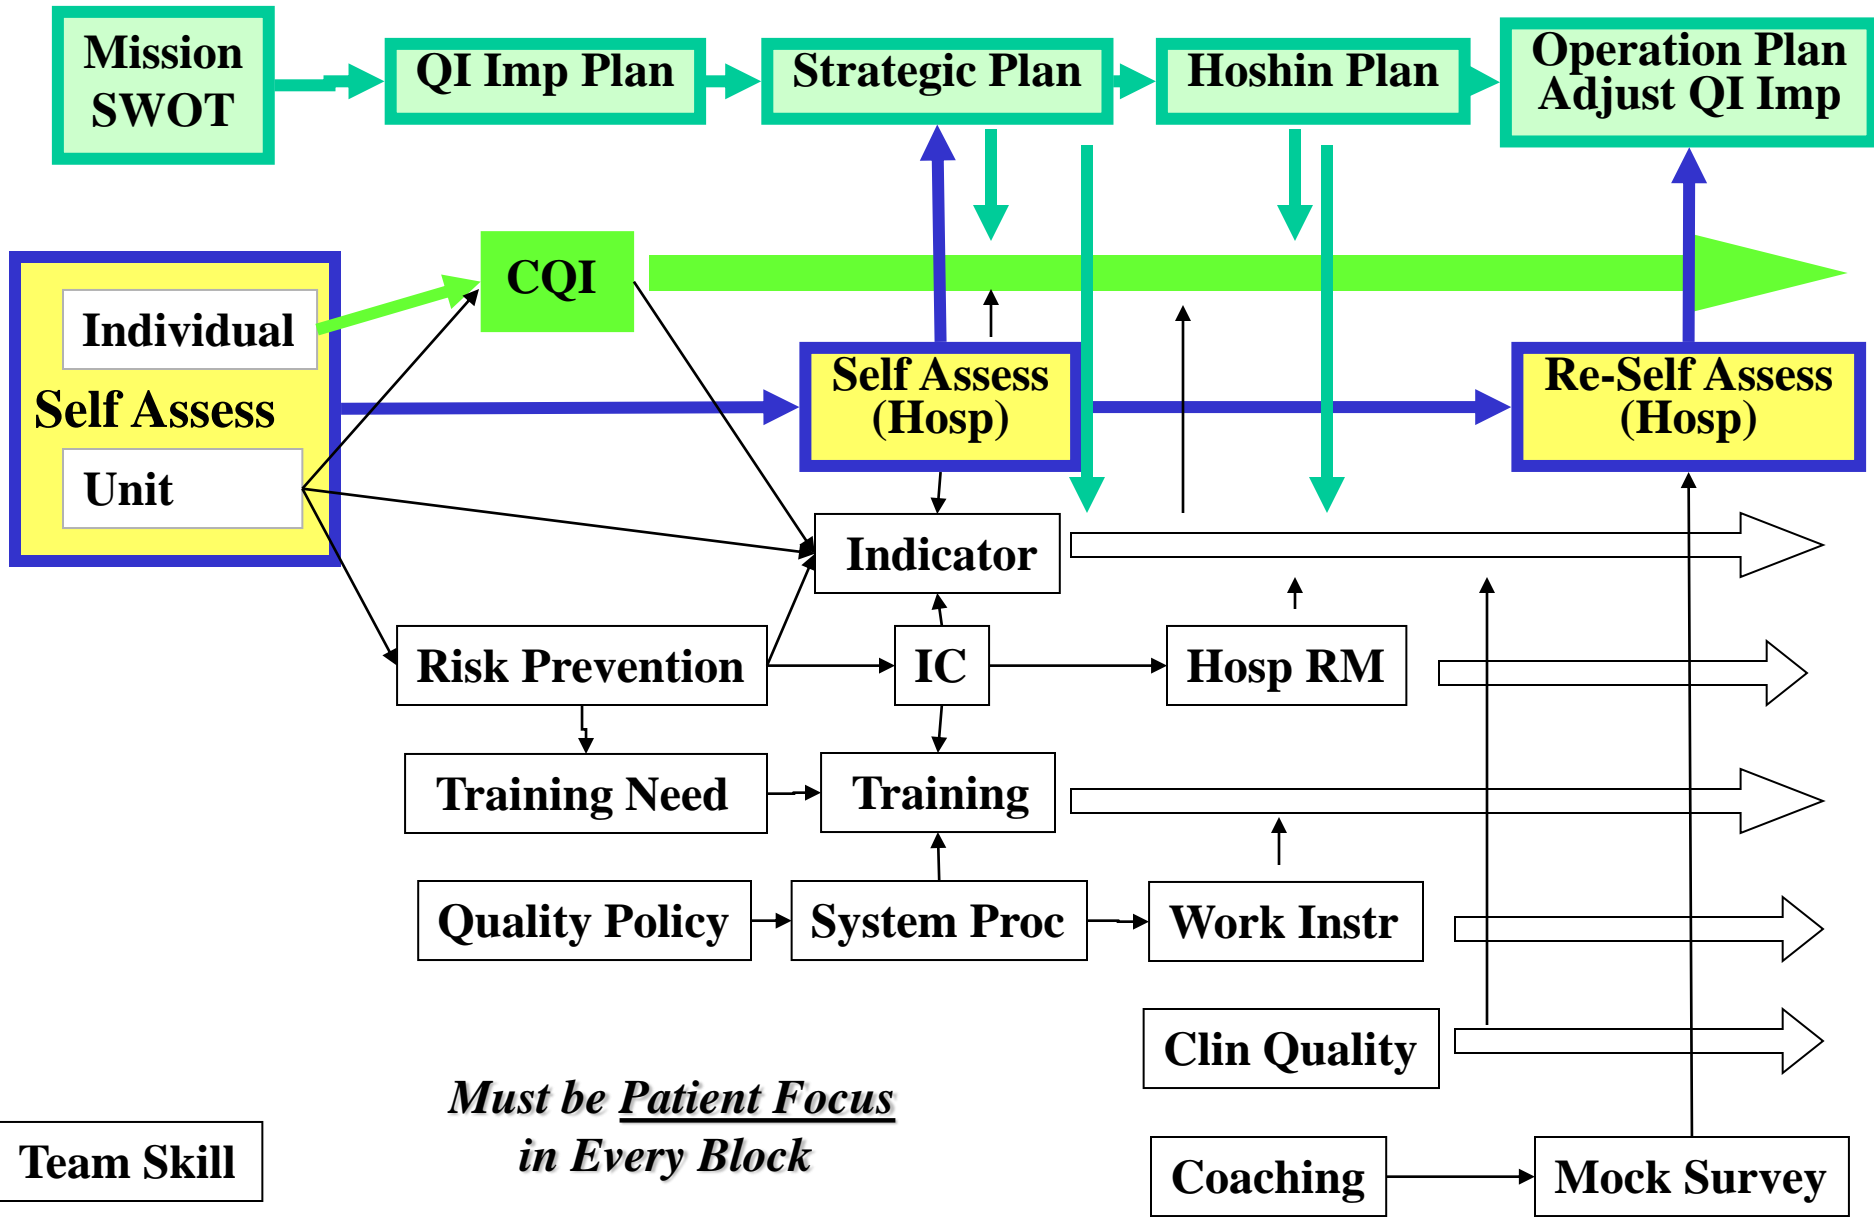 Mission
SWOT
QI Imp Plan
Strategic Plan
Hoshin Plan
Operation Plan
Adjust QI Imp
CQI
Individual
Self Assess
Unit
Self Assess
(Hosp)
Re-Self Assess
(Hosp)
Indicator
Risk Prevention
IC
Hosp RM
Training Need
Training
Quality Policy
System Proc
Work Instr
Clin Quality
Must be Patient Focus
in Every Block
Team Skill
Coaching
Mock Survey